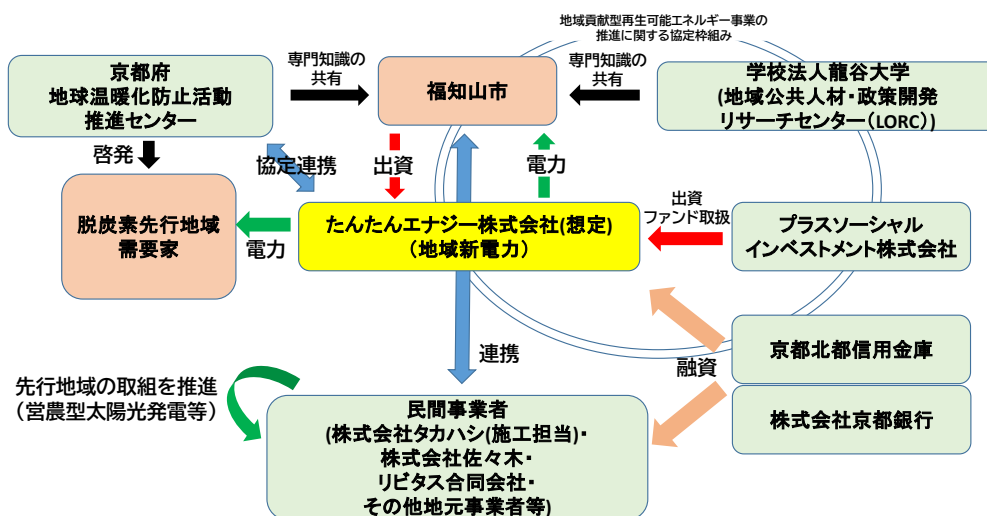 地域貢献型再生可能エネルギー事業の
推進に関する協定枠組み
京都府
地球温暖化防止活動
推進センター
専門知識の
共有
福知山市
専門知識の
共有
学校法人龍谷大学
(地域公共人材・政策開発
リサーチセンター(LORC))
啓発
協定連携
出資
電力
脱炭素先行地域
需要家
電力
たんたんエナジー株式会社(想定)
(地域新電力)
出資
ファンド取扱
プラスソーシャル
インベストメント株式会社
連携
融資
京都北都信用金庫
株式会社京都銀行
先行地域の取組を推進
(営農型太陽光発電等)
民間事業者
(株式会社タカハシ(施工担当)・
株式会社佐々木・
リビタス合同会社・
その他地元事業者等)